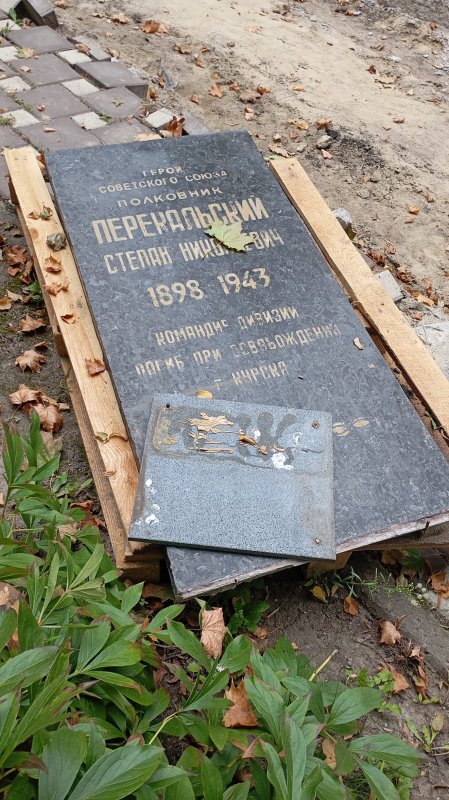 ГЕРОЙ
СОВЕТСКОГО СОЮЗА
ПОЛКОВНИК
ПЕРЕКАЛЬСКИЙ
СТЕПАН
1898 1943
КОМАНДИР ДИВИЗИИ
ПОГИБ ПРИ ОСВОБОЖДЕНИИ
Г. КУРСКА